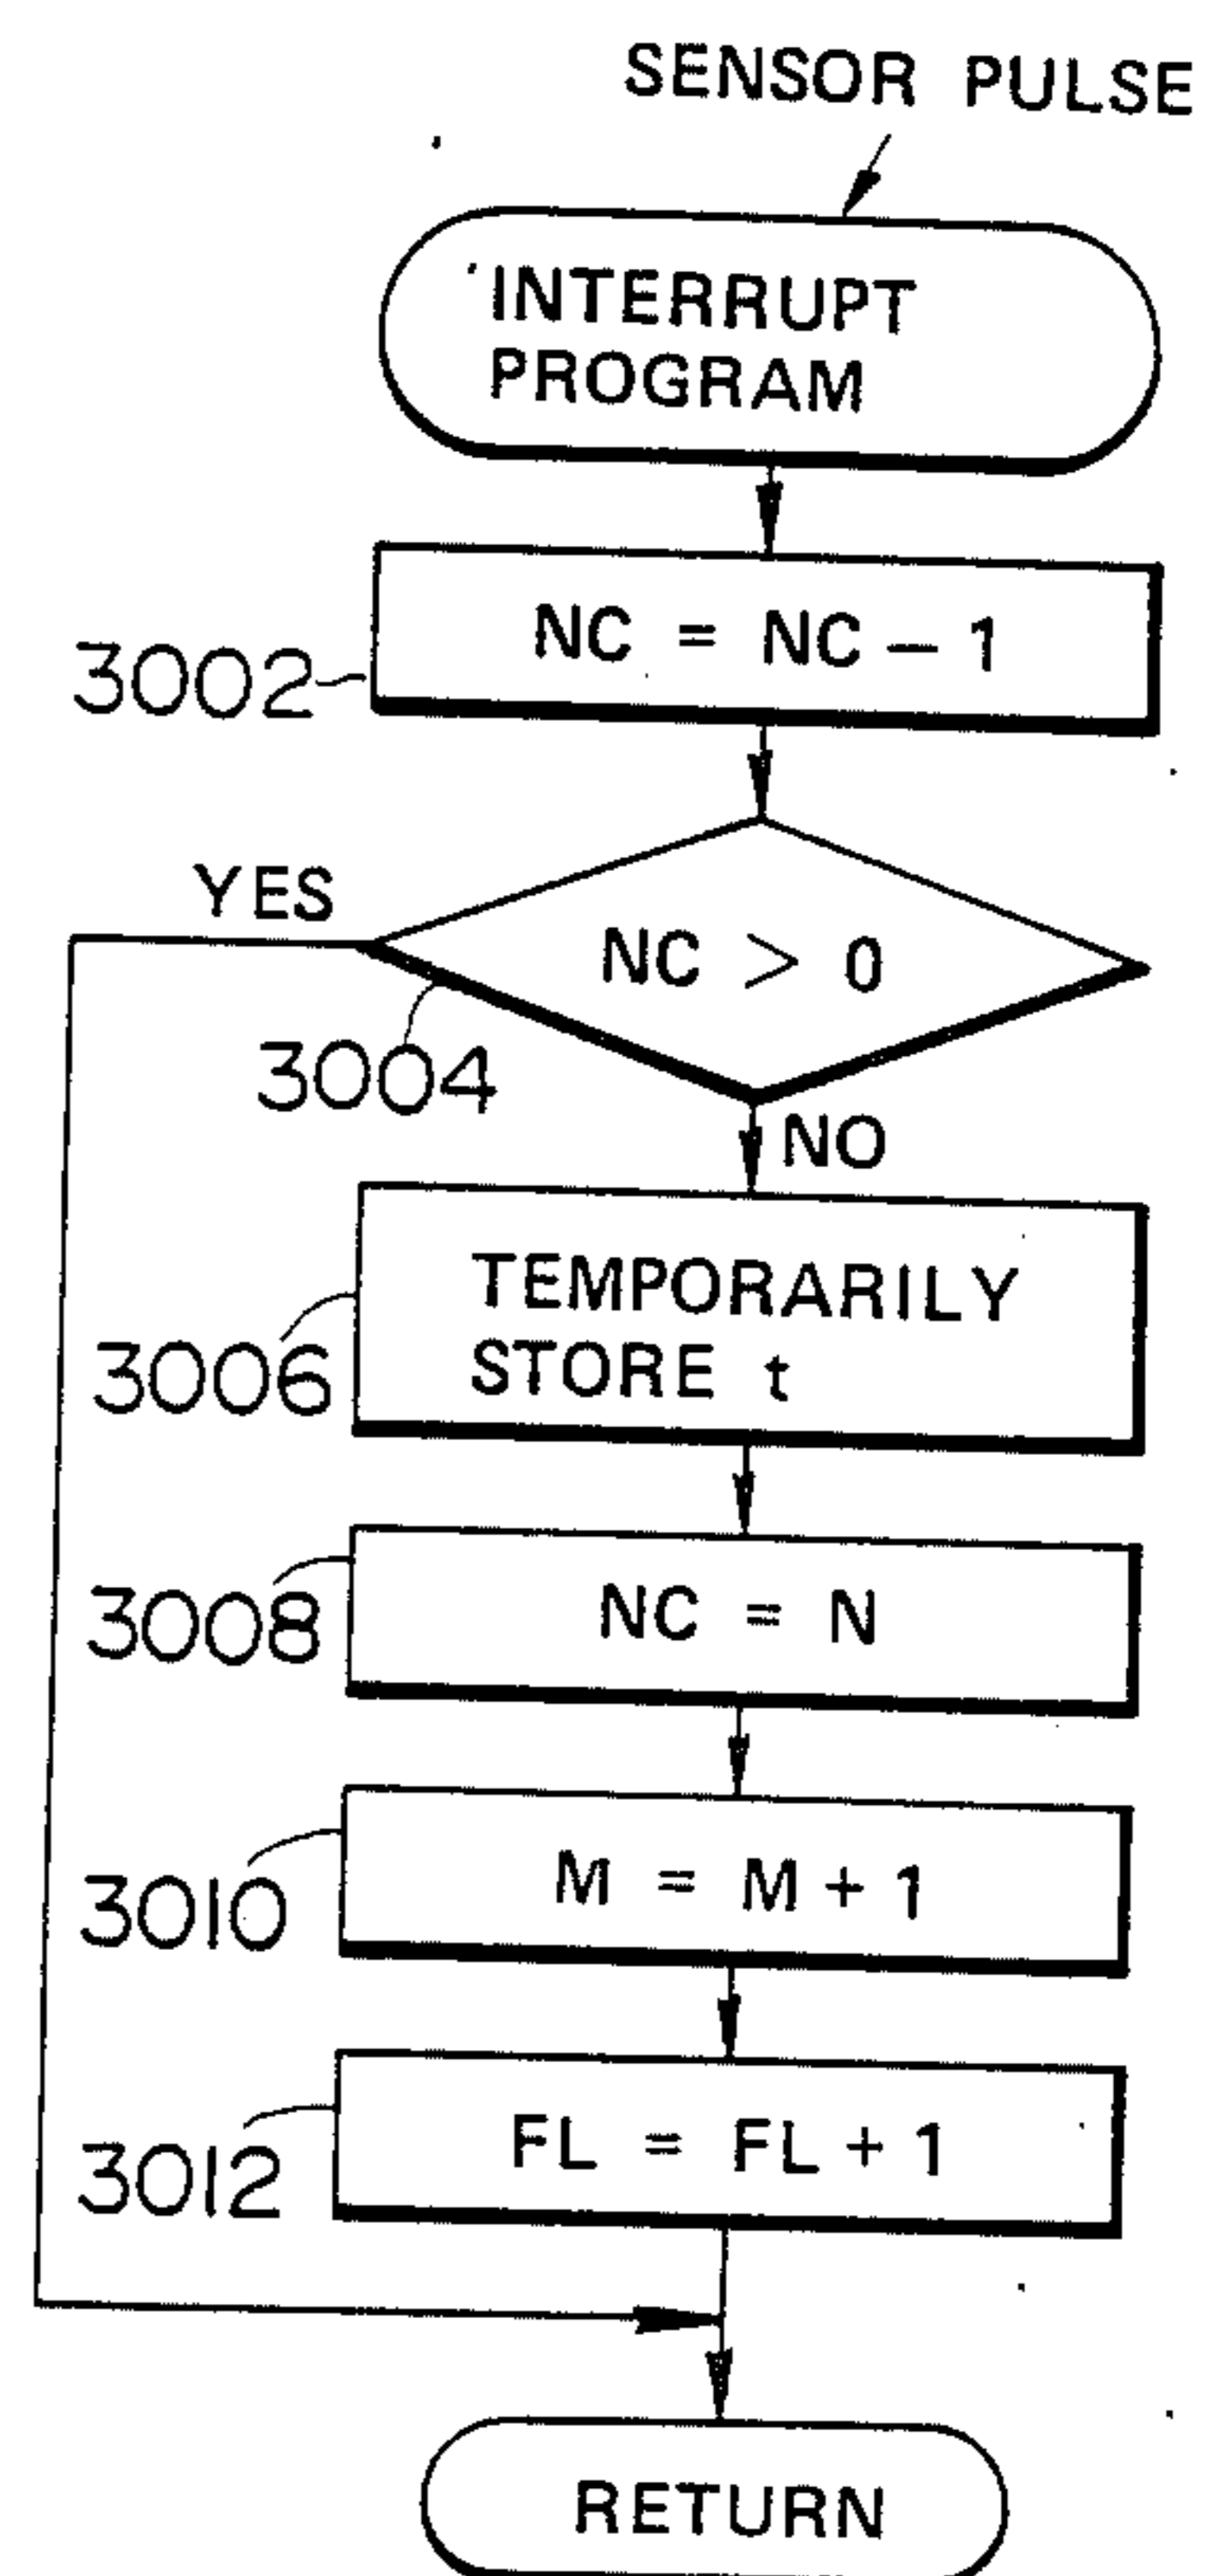 SENSOR PULSE
INTERRUPT
PROGRAM
NC = NC - 1
3002
YES
NC > 0
3004
NO
TEMPORARILY
STORE t
3006
NC = N
3008
M = M + 1
3010
FL = FL + 1
3012
RETURN